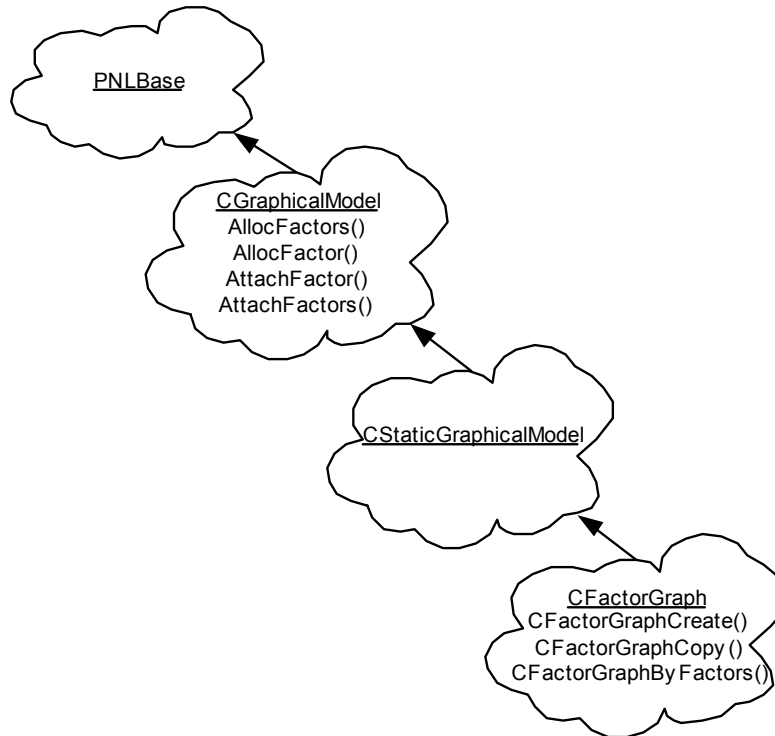 PNLBase
CGraphicalModel
AllocFactors()
AllocFactor()
AttachFactor()
AttachFactors()
CStaticGraphicalModel
CFactorGraph
CFactorGraphCreate()
CFactorGraphCopy ()
CFactorGraphBy Factors()